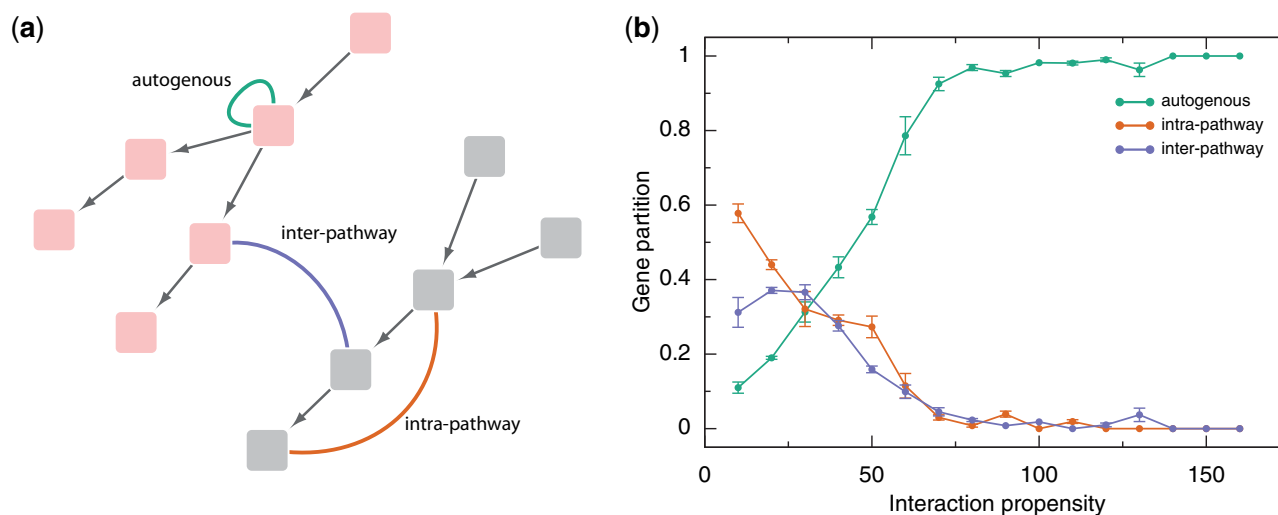 (a)
autogenous
inter-pathway
intra-pathway
(b)
1
0.8
0.6
0.4
0.2
0
Gene partition
autogenous
intra-pathway
inter-pathway
0 50 100 150
Interaction propensity